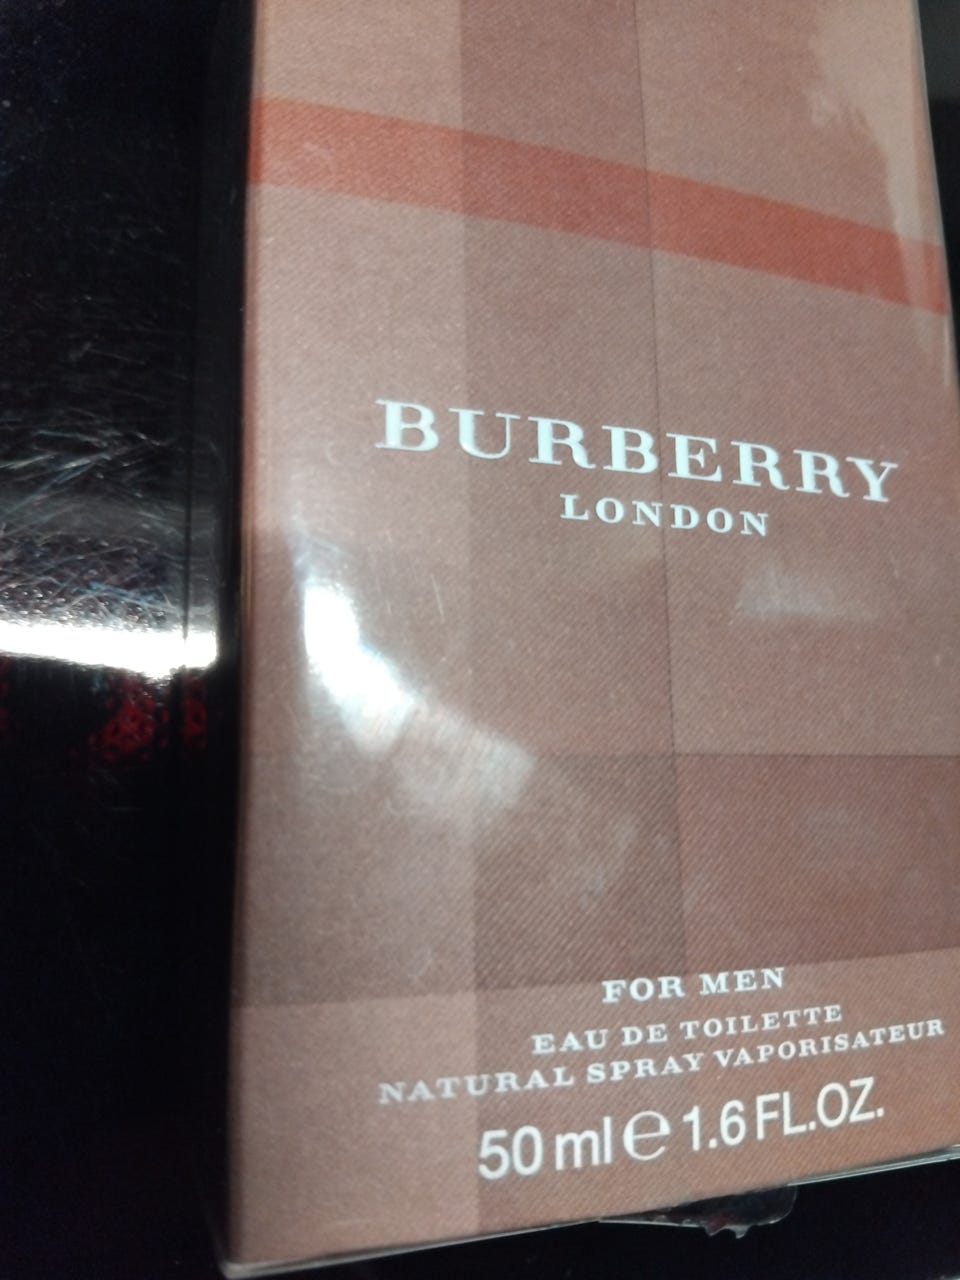 BURBERRY
LONDON
FOR MEN
EAU DE TOILETTE
NATURAL SPRAY VAPORISATEUR
50 ml e 1.6 FL.OZ.